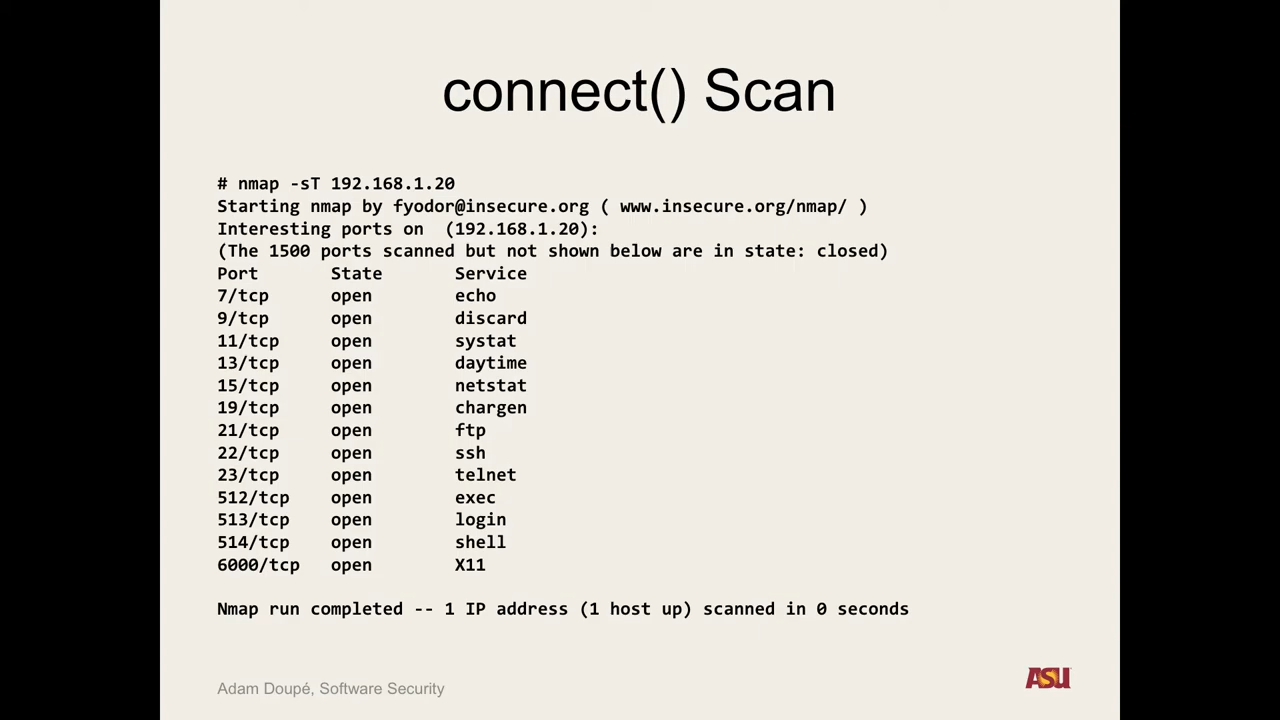 connect() Scan
# nmap -sT 192.168.1.20
Starting nmap by fyodor@insecure.org ( www.insecure.org/nmap/ )
Interesting ports on  (192.168.1.20):
(The 1500 ports scanned but not shown below are in state: closed)
Port State Service
7/tcp open echo
9/tcp open discard
11/tcp open systat
13/tcp open daytime
15/tcp open netstat
19/tcp open chargen
21/tcp open ftp
22/tcp open ssh
23/tcp open telnet
512/tcp open exec
513/tcp open login
514/tcp open shell
6000/tcp open X11
Nmap run completed -- 1 IP address (1 host up) scanned in 0 seconds
Adam Doupé, Software Security
ASU